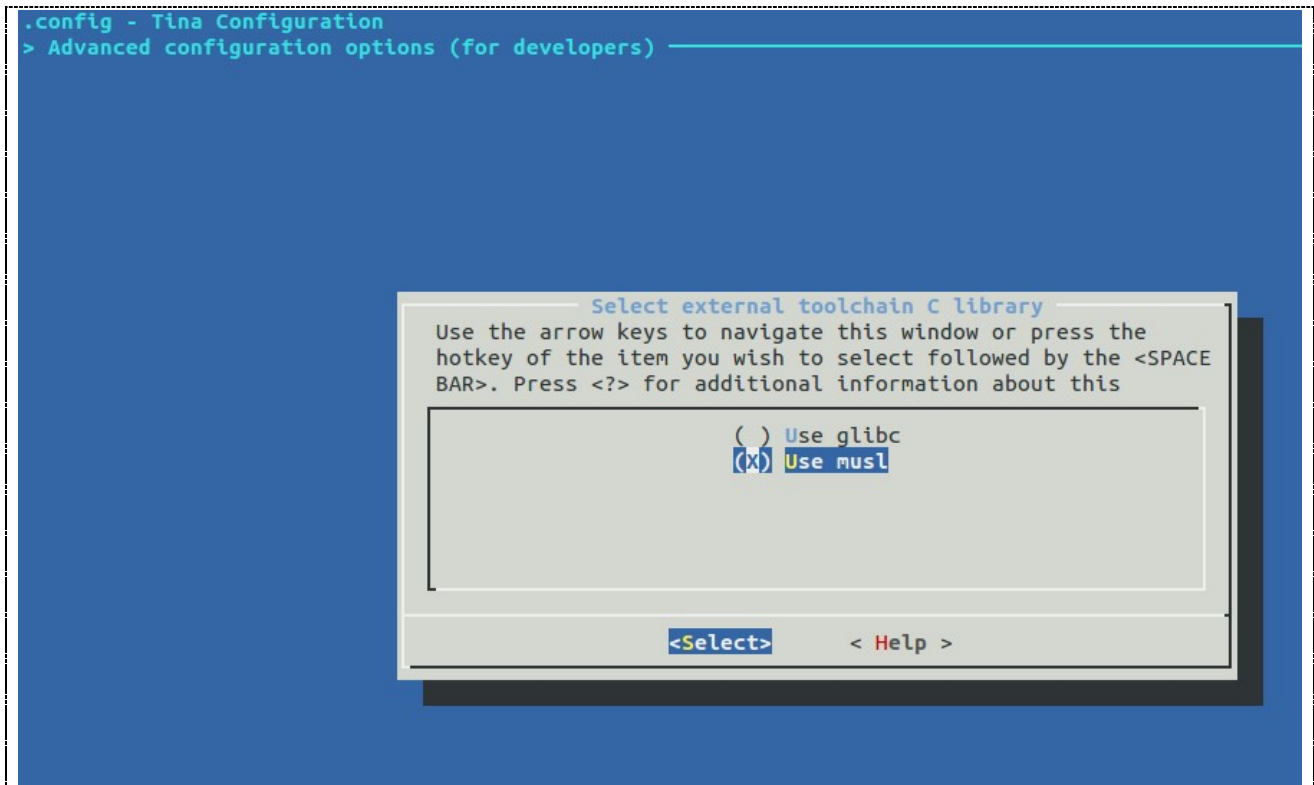 .config - Tina Configuration
> Advanced configuration options (for developers)
Select external toolchain C library
Use the arrow keys to navigate this window or press the
hotkey of the item you wish to select followed by the <SPACE
BAR>. Press <?> for additional information about this
( ) Use glibc
(X) Use musl
<Select> < Help >